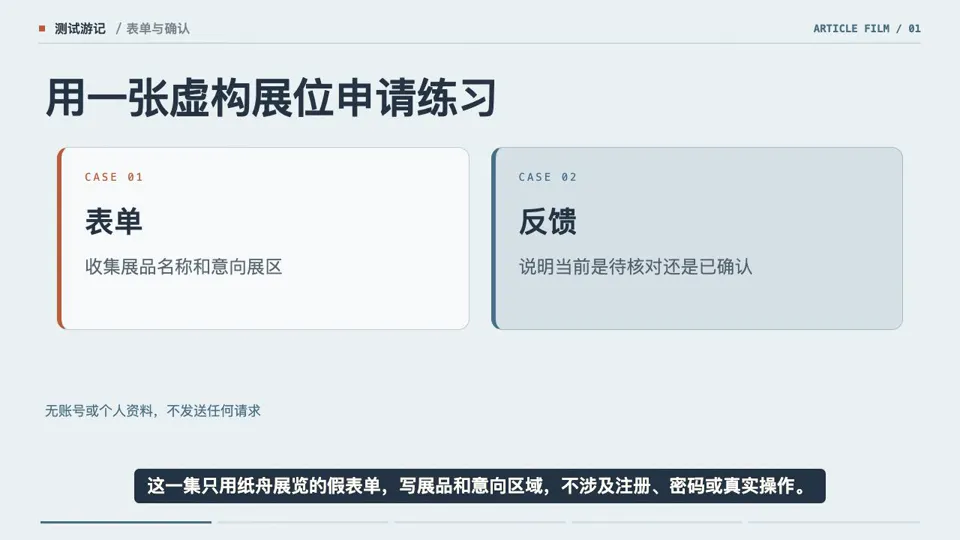 测试游记 / 表单与确认
ARTICLE FILM / 01
用一张虚构展位申请练习
CASE 01
表单
收集展品名称和意向展区
CASE 02
反馈
说明当前是待核对还是已确认
无账号或个人资料，不发送任何请求
这一集只用纸舟展览的假表单，写展品和意向区域，不涉及注册、密码或真实操作。